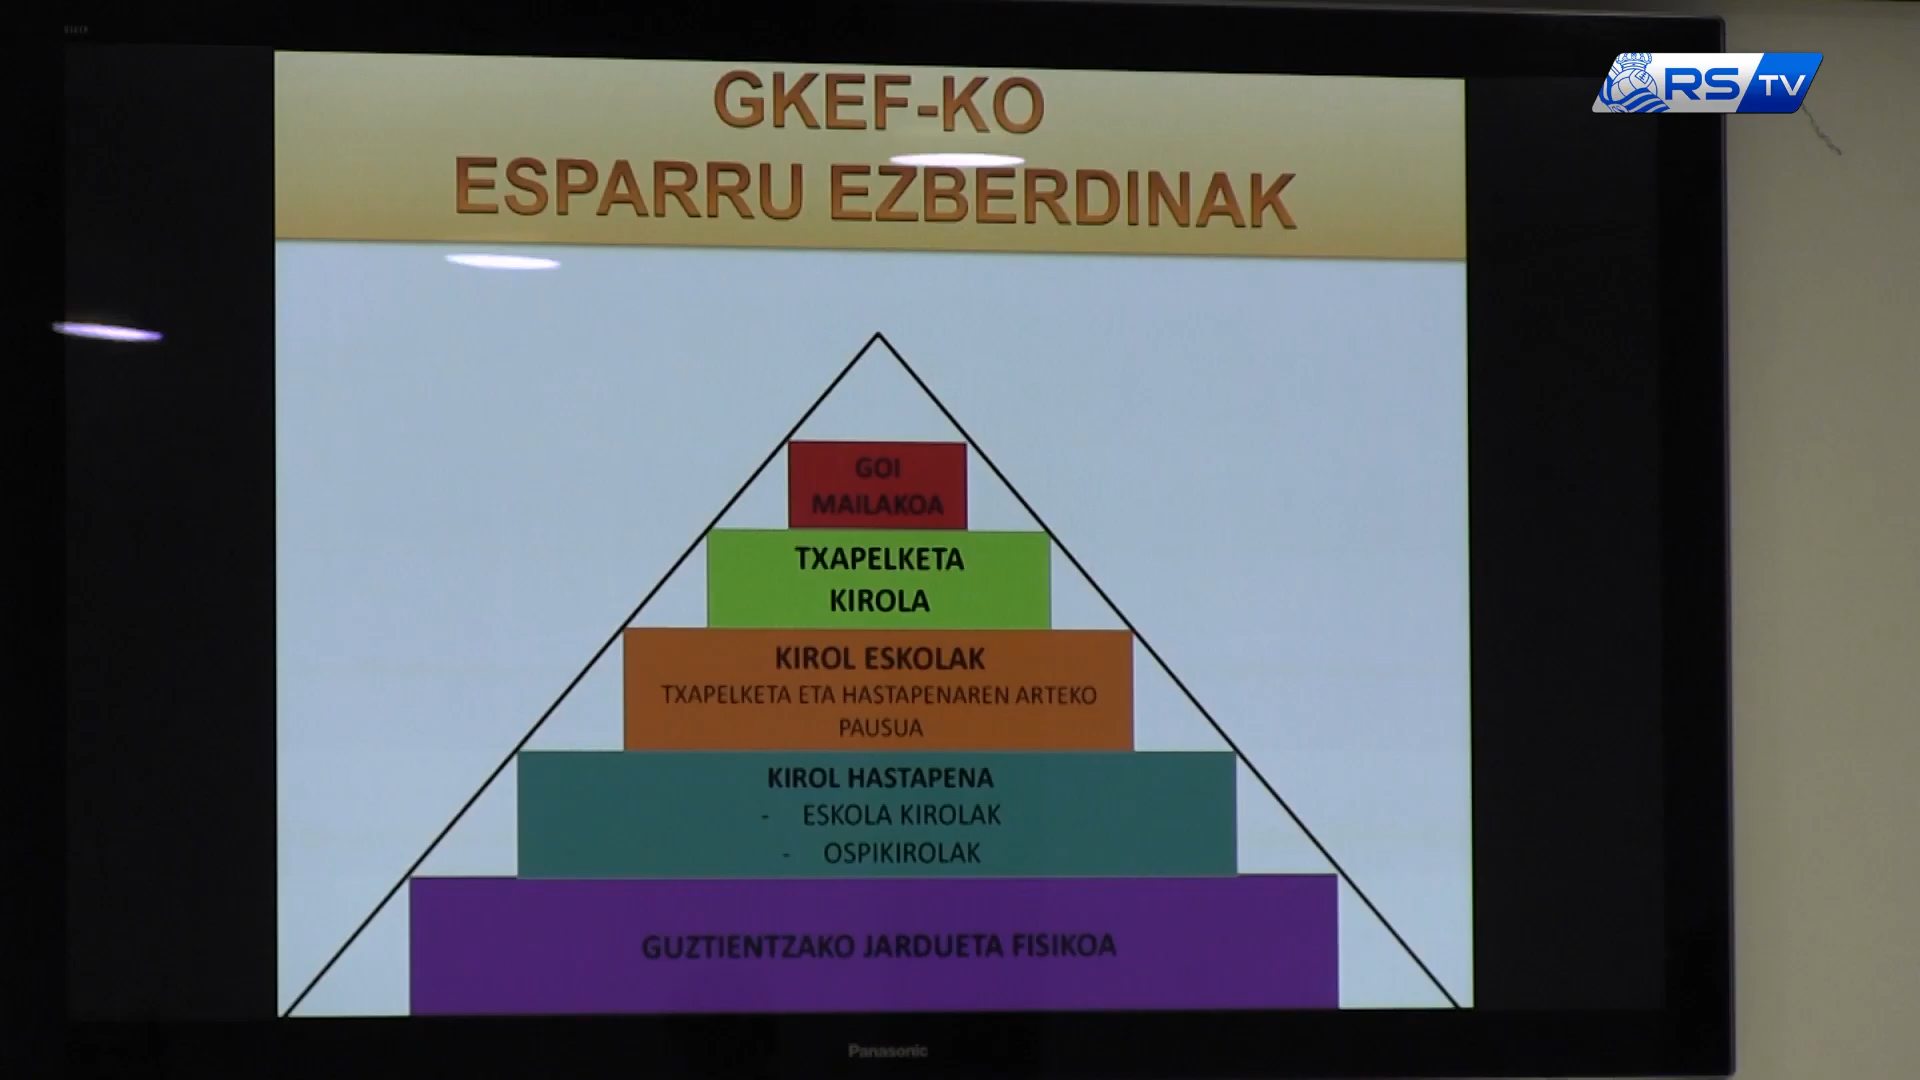 RS TV
GKEF-KO
ESPARRU EZBERDINAK
GOI
MAILAKOA
TXAPELKETA
KIROLA
KIROL ESKOLAK
TXAPELKETA ETA HASTAPENAREN ARTEKO
PAUSUA
KIROL HASTAPENA
- ESKOLA KIROLAK
- OSPIKIROLAK
GUZTIENTZAKO JARDUETA FISIKOA
Panasonic